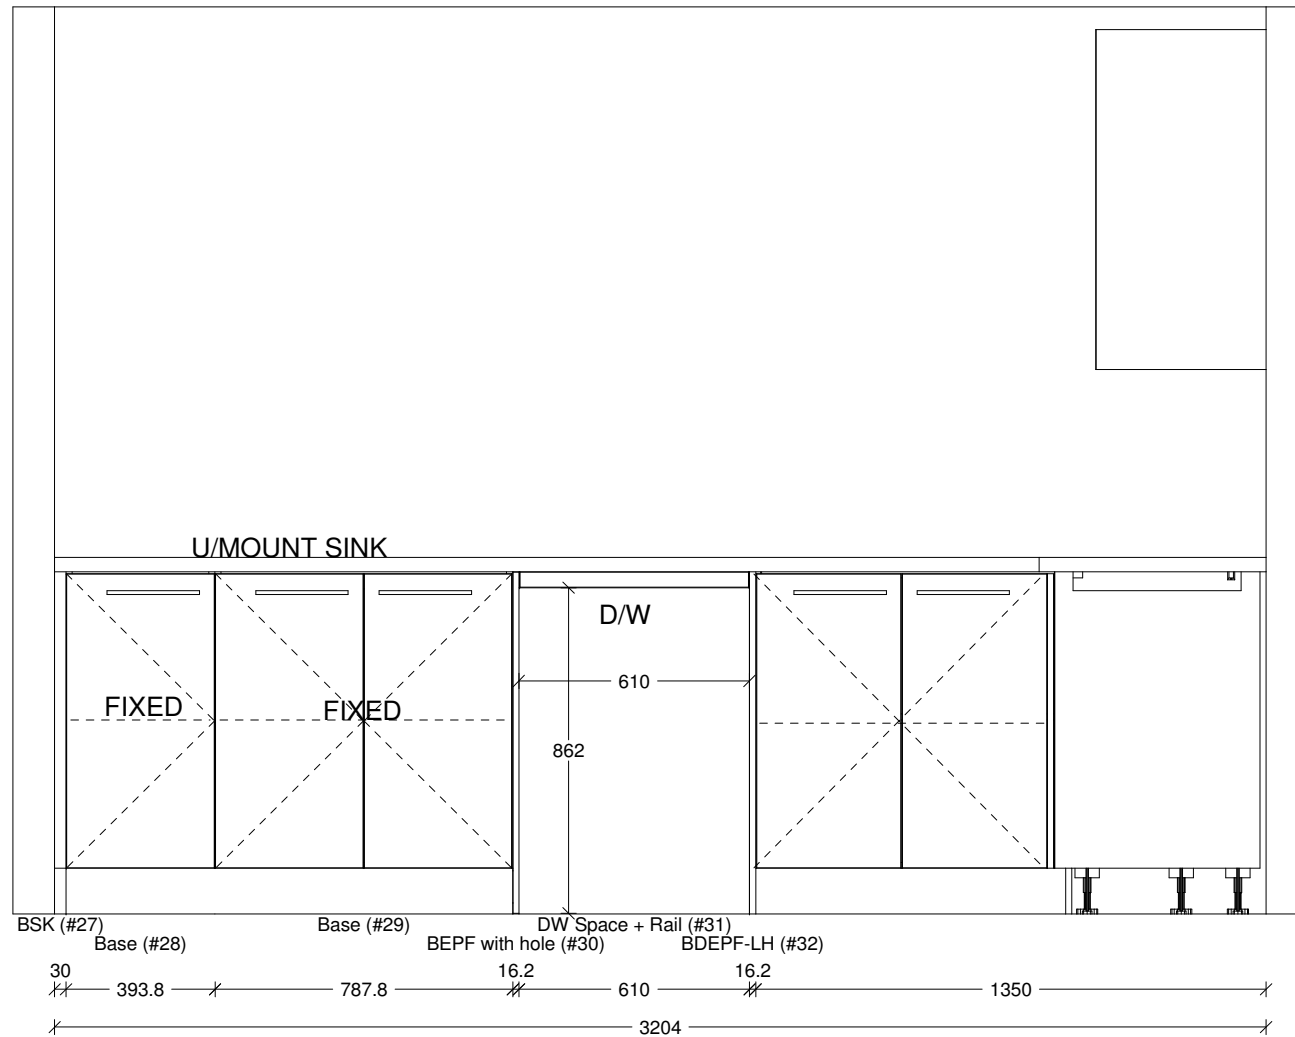 U/MOUNT SINK
D/W
610
FIXED
FIXED
862
BSK (#27)
Base (#29)
DW Space + Rail (#31)
Base (#28)
BEPF with hole (#30)
BDEPF-LH (#32)
30
16.2
16.2
393.8
787.8
610
1350
3204